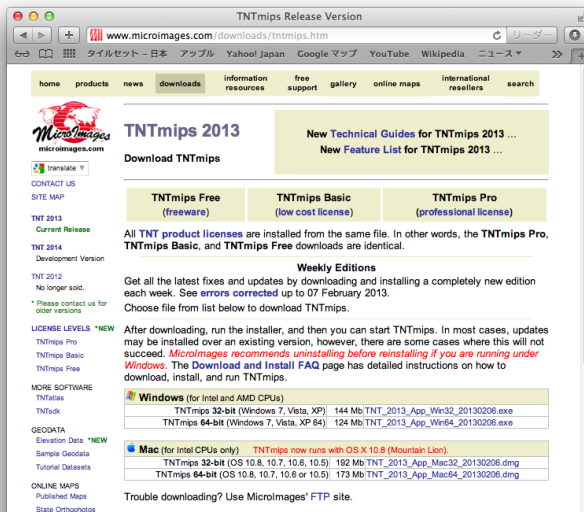 TNTmips Release Version
www.microimages.com/downloads/tntmips.htm
リーダー
タイルセット - 日本 アップル Yahoo! Japan Google マップ YouTube Wikipedia ニュース ▼
home products news downloads information resources free support gallery online maps international resellers search
MicroImages
microimages.com
translate ▼
CONTACT US
SITE MAP
TNT 2013
Current Release
TNT 2014
Development Version
TNT 2012
No longer sold.
* Please contact us for
older versions
LICENSE LEVELS *NEW
TNTmips Pro
TNTmips Basic
TNTmips Free
MORE SOFTWARE
TNTatlas
TNTsdk
GEODATA
Elevation Data *NEW
Sample Geodata
Tutorial Datasets
ONLINE MAPS
Published Maps
State Orthophotos
TNTmips 2013
Download TNTmips
New Technical Guides for TNTmips 2013 ...
New Feature List for TNTmips 2013 ...
TNTmips Free
(freeware)
TNTmips Basic
(low cost license)
TNTmips Pro
(professional license)
All TNT product licenses are installed from the same file. In other words, the TNTmips Pro,
TNTmips Basic, and TNTmips Free downloads are identical.
Weekly Editions
Get all the latest fixes and updates by downloading and installing a completely new edition
each week. See errors corrected up to 07 February 2013.
Choose file from list below to download TNTmips.
After downloading, run the installer, and then you can start TNTmips. In most cases, updates
may be installed over an existing version, however, there are some cases where this will not
succeed. MicroImages recommends uninstalling before reinstalling if you are running under
Windows. The Download and Install FAQ page has detailed instructions on how to
download, install, and run TNTmips.
Windows (for Intel and AMD CPUs)
TNTmips 32-bit (Windows 7, Vista, XP) 144 Mb TNT_2013_App_Win32_20130206.exe
TNTmips 64-bit (Windows 7, Vista, XP 64) 124 Mb TNT_2013_App_Win64_20130206.exe
Mac (for Intel CPUs only) TNTmips now runs with OS X 10.8 (Mountain Lion).
TNTmips 32-bit (OS 10.8, 10.7, 10.6, 10.5) 192 Mb TNT_2013_App_Mac32_20130206.dmg
TNTmips 64-bit (OS 10.8, 10.7, 10.6 or 10.5) 173 Mb TNT_2013_App_Mac64_20130206.dmg
Trouble downloading? Use MicroImages' FTP site.